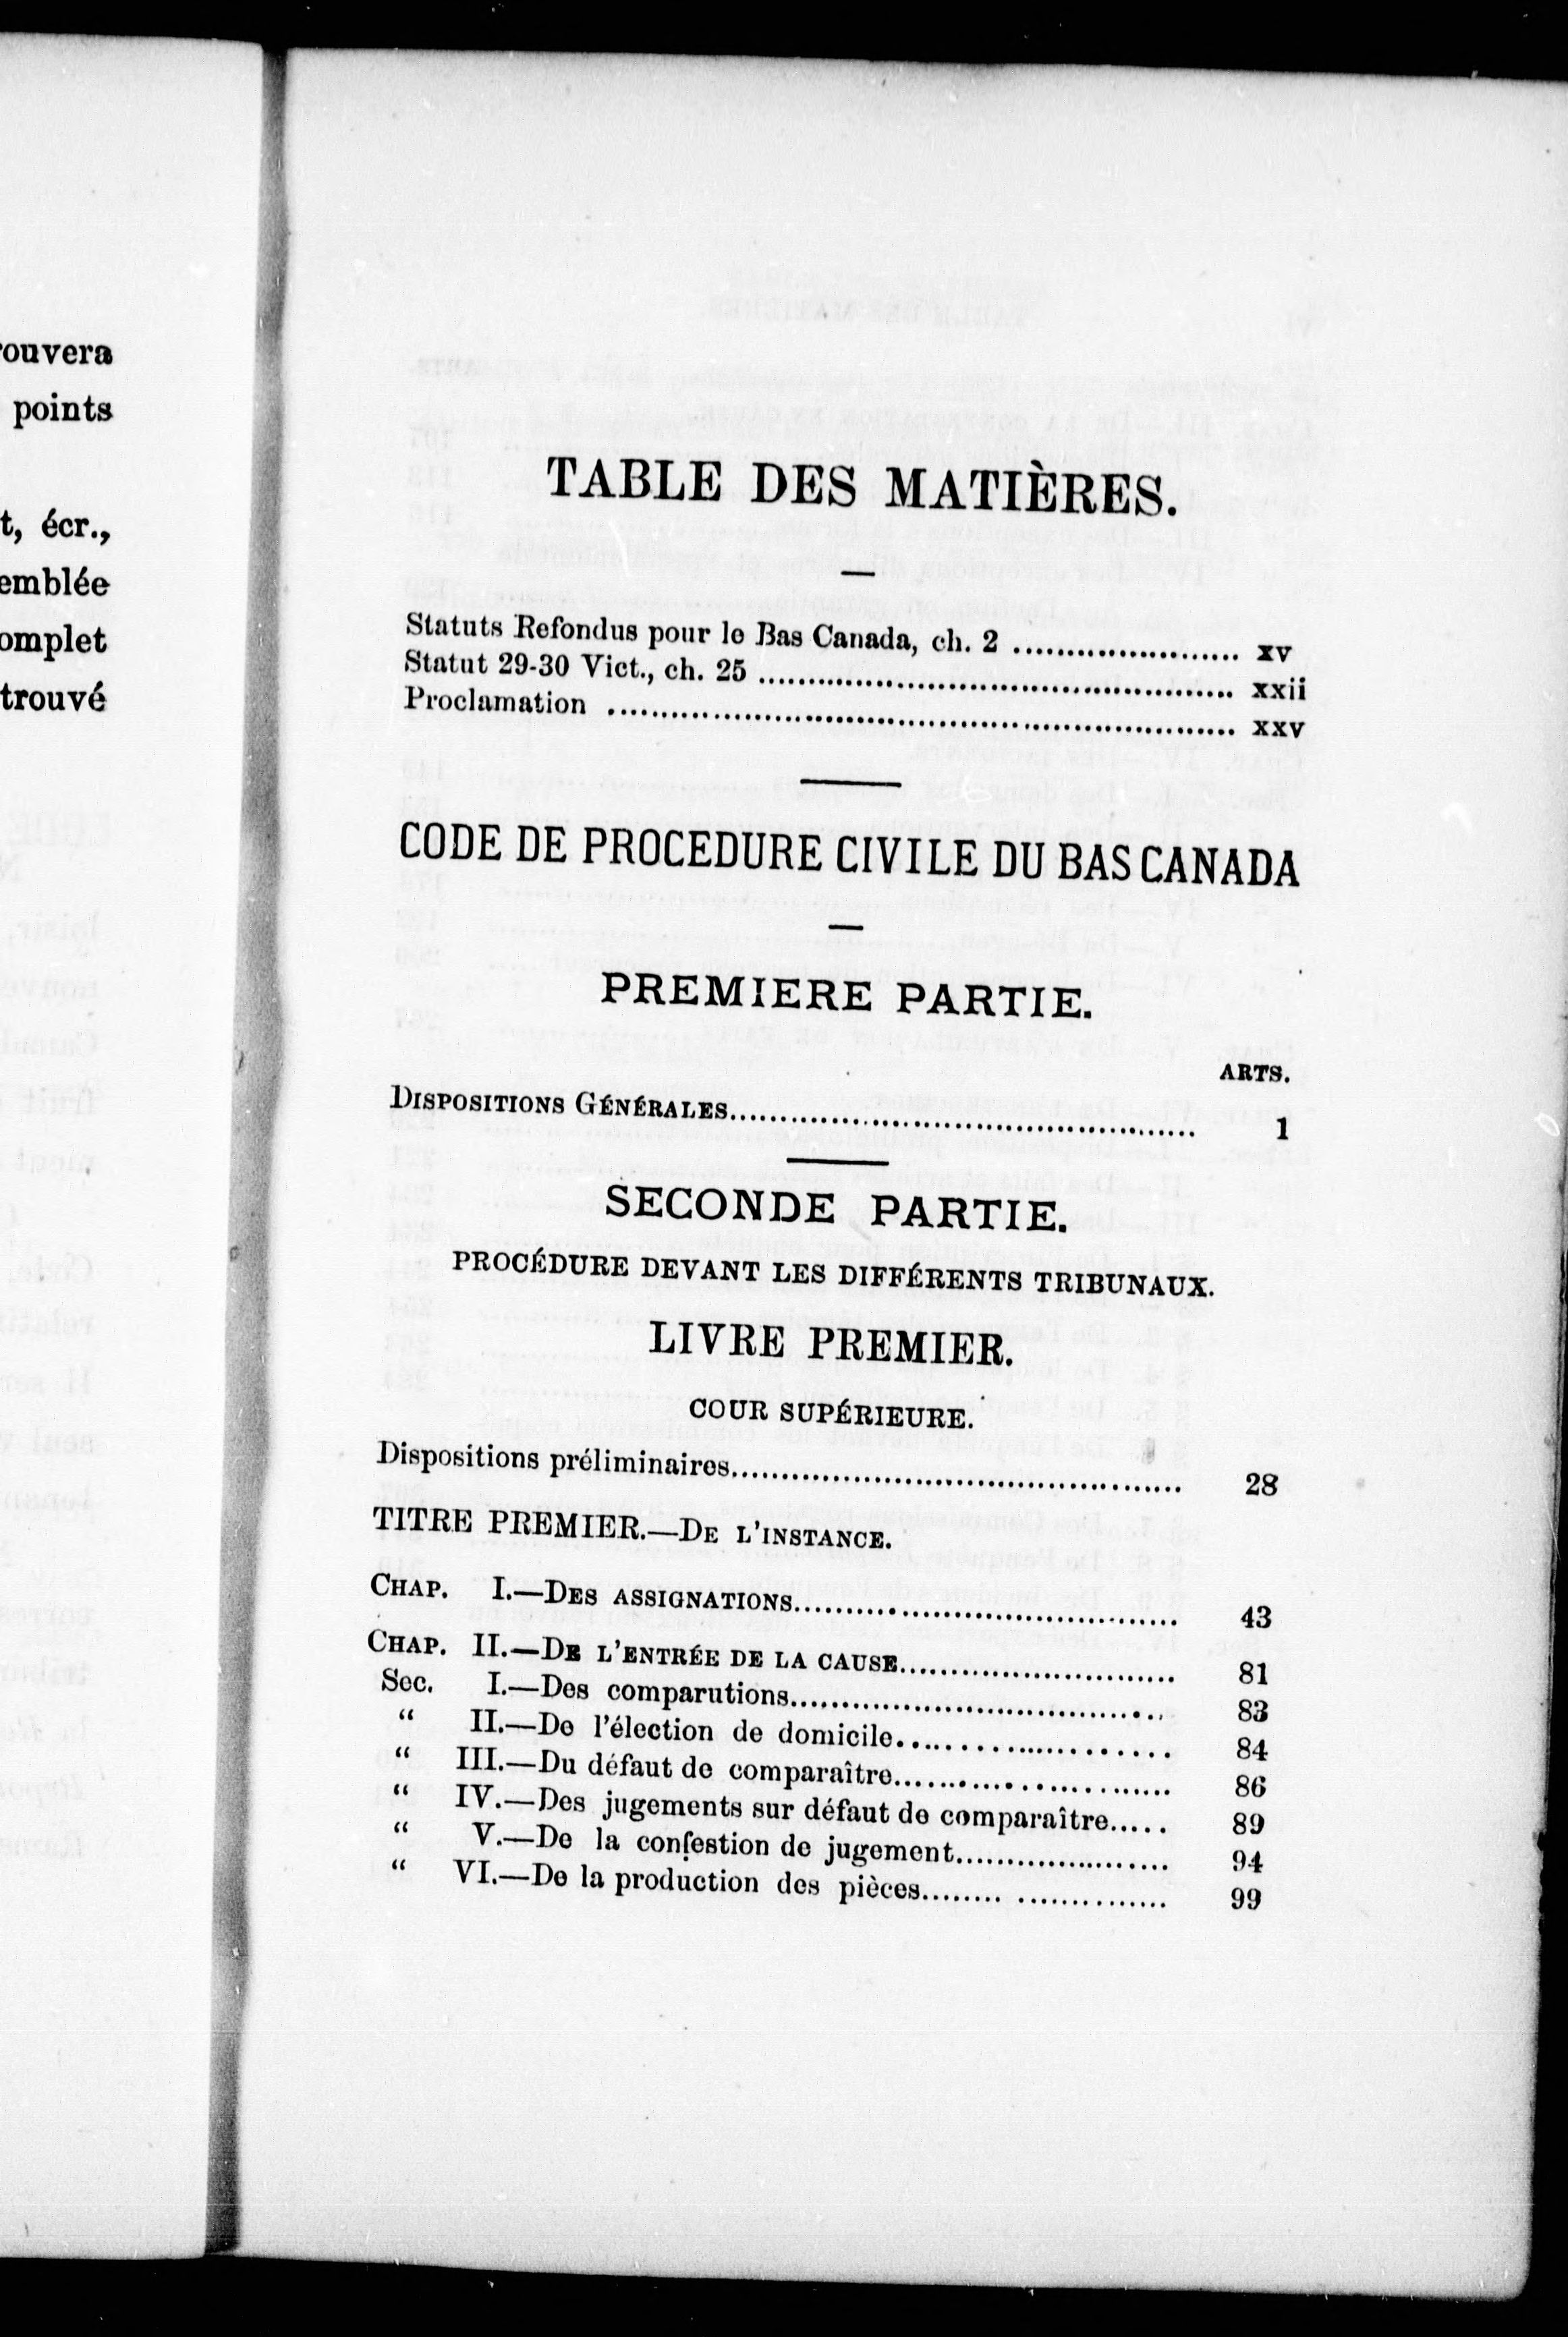 rouvera
points
t, écr.,
emblée
omplet
trouvé
TABLE DES MATIÈRES.
Statuts Refondus pour le Bas Canada, ch. 2 ...................... xv
Statut 29-30 Vict., ch. 25 ................................................ xxii
Proclamation ................................................................ xxv
CODE DE PROCEDURE CIVILE DU BAS CANADA
PREMIERE PARTIE.
ARTS.
DISPOSITIONS GÉNÉRALES............................................... 1
SECONDE PARTIE.
PROCÉDURE DEVANT LES DIFFÉRENTS TRIBUNAUX.
LIVRE PREMIER.
COUR SUPÉRIEURE.
Dispositions préliminaires............................................. 28
TITRE PREMIER.—DE L'INSTANCE.
CHAP. I.—DES ASSIGNATIONS...................................... 43
CHAP. II.—DE L'ENTRÉE DE LA CAUSE........................... 81
Sec. I.—Des comparutions..................................... 83
“ II.—De l'élection de domicile........................... 84
“ III.—Du défaut de comparaître........................... 86
“ IV.—Des jugements sur défaut de comparaître..... 89
“ V.—De la confestion de jugement..................... 94
“ VI.—De la production des pièces........ .............. 99